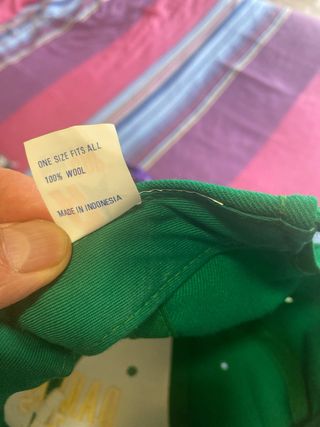 ONE SIZE FITS ALL
100% WOOL
MADE IN INDONESIA